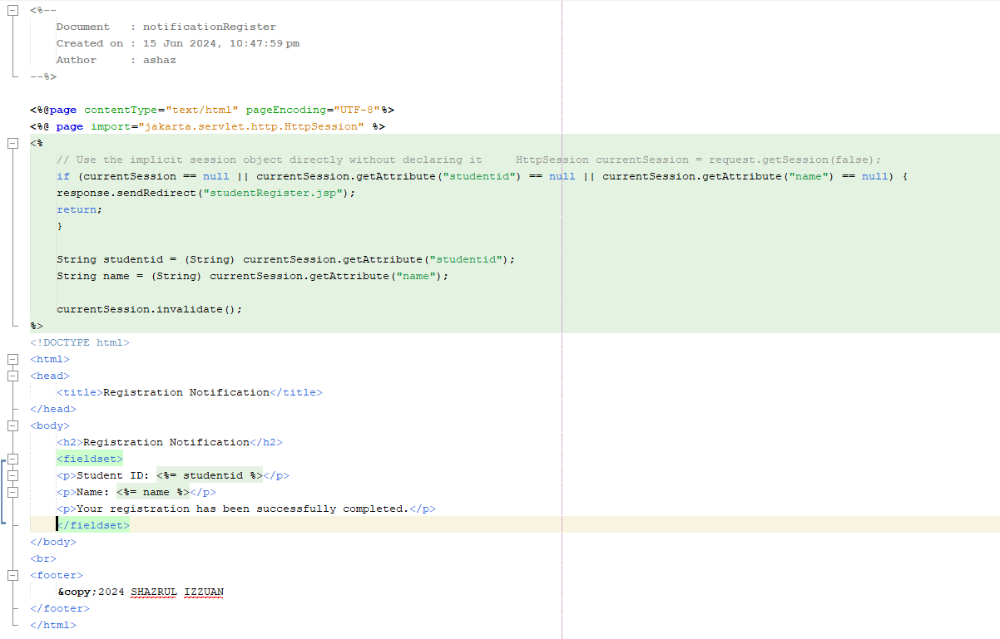 <%--
    Document   : notificationRegister
    Created on : 15 Jun 2024, 10:47:59 pm
    Author     : ashaz
--%>
<%@page contentType="text/html" pageEncoding="UTF-8"%>
<%@ page import="jakarta.servlet.http.HttpSession" %>
<%
    // Use the implicit session object directly without declaring it     HttpSession currentSession = request.getSession(false);
    if (currentSession == null || currentSession.getAttribute("studentid") == null || currentSession.getAttribute("name") == null) {
    response.sendRedirect("studentRegister.jsp");
    return;
    }
    String studentid = (String) currentSession.getAttribute("studentid");
    String name = (String) currentSession.getAttribute("name");
    currentSession.invalidate();
%>
<!DOCTYPE html>
<html>
<head>
    <title>Registration Notification</title>
</head>
<body>
    <h2>Registration Notification</h2>
    <fieldset>
    <p>Student ID: <%= studentid %></p>
    <p>Name: <%= name %></p>
    <p>Your registration has been successfully completed.</p>
    </fieldset>
</body>
<br>
<footer>
    &copy;2024 SHAZRUL IZZUAN
</footer>
</html>